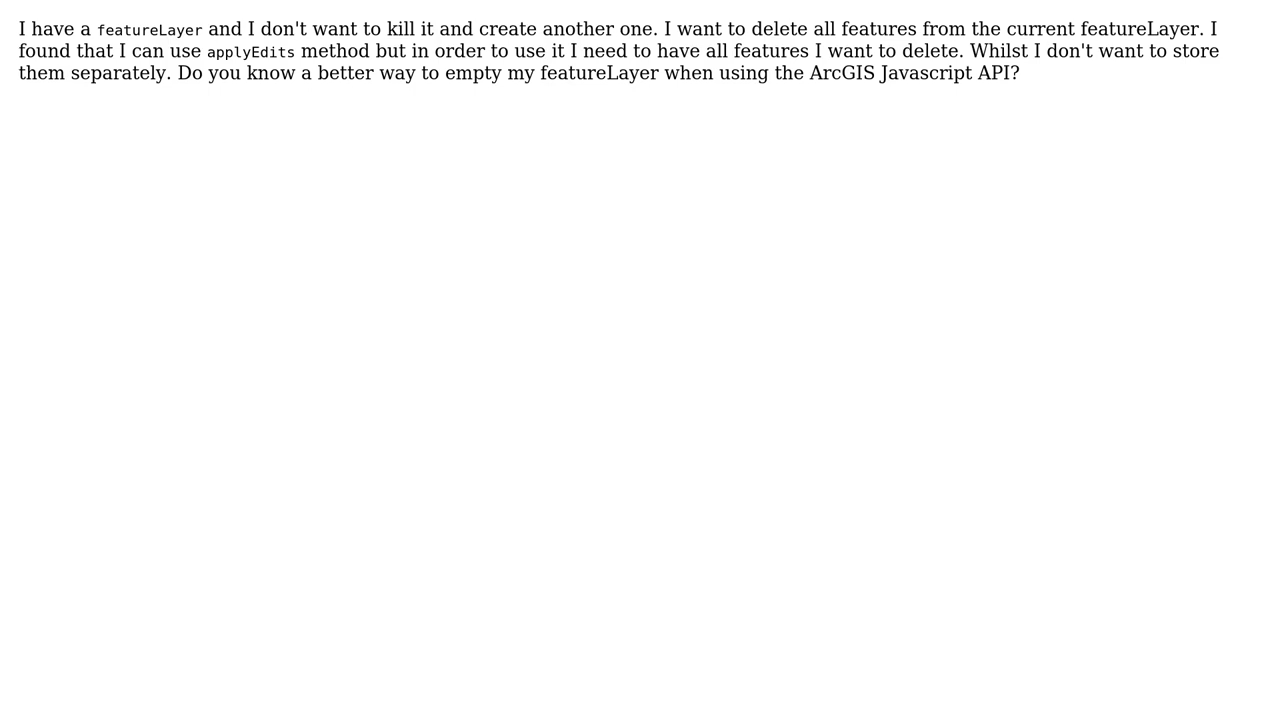 I have a featureLayer and I don't want to kill it and create another one. I want to delete all features from the current featureLayer. I
found that I can use applyEdits method but in order to use it I need to have all features I want to delete. Whilst I don't want to store
them separately. Do you know a better way to empty my featureLayer when using the ArcGIS Javascript API?